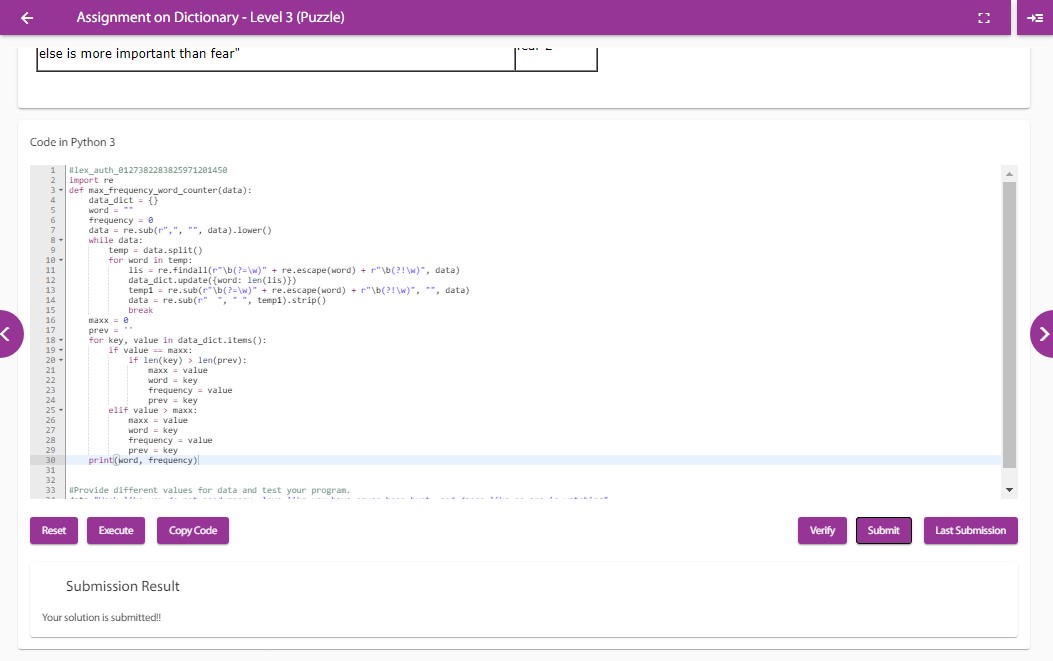 Assignment on Dictionary - Level 3 (Puzzle)
else is more important than fear"
Code in Python 3
1 #lex_auth_0127382283825971201450
2 import re
3 def max_frequency_word_counter(data):
4 data_dict = {}
5 word = ""
6 frequency = 0
7 data = re.sub(r",", "", data).lower()
8 while data:
9 temp = data.split()
10 for word in temp:
11 lis = re.findall(r"\b(?=\w)" + re.escape(word) + r"\b(?!\w)", data)
12 data_dict.update({word: len(lis)})
13 temp1 = re.sub(r"\b(?=\w)" + re.escape(word) + r"\b(?!\w)", "", data)
14 data = re.sub(r"  ", " ", temp1).strip()
15 break
16 maxx = 0
17 prev = ''
18 for key, value in data_dict.items():
19 if value == maxx:
20 if len(key) > len(prev):
21 maxx = value
22 word = key
23 frequency = value
24 prev = key
25 elif value > maxx:
26 maxx = value
27 word = key
28 frequency = value
29 prev = key
30 print(word, frequency)
31
32
33 #Provide different values for data and test your program.
Reset Execute Copy Code Verify Submit Last Submission
Submission Result
Your solution is submitted!!